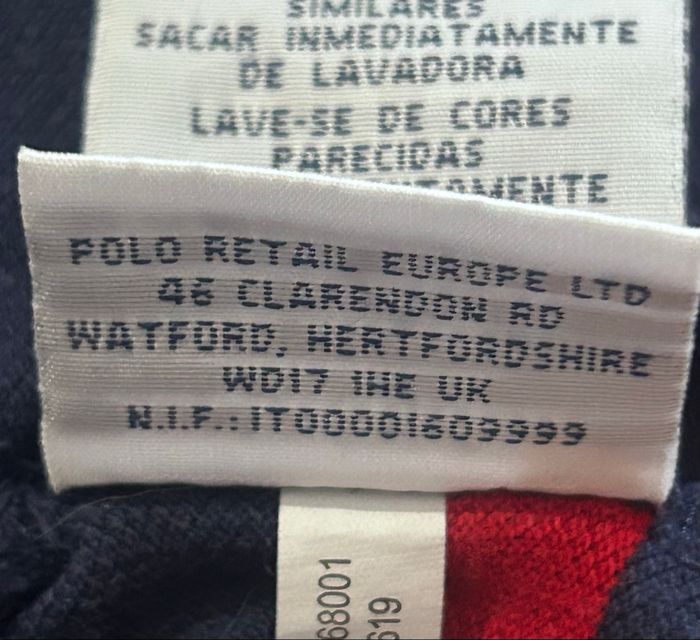 SIMILARES
SACAR INMEDIATAMENTE
DE LAVADORA
LAVE-SE DE CORES
PARECIDAS
POLO RETAIL EUROPE LTD
46 CLARENDON RD
WATFORD, HERTFORDSHIRE
WD17 1HE UK
N.I.F.: IT00001609999
68001
619